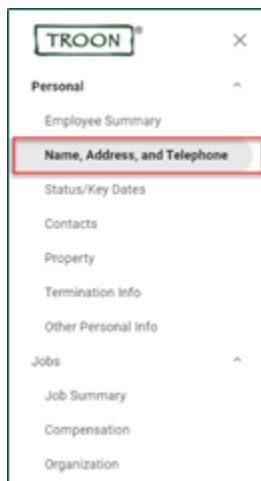 TROON®
Personal
Employee Summary
Name, Address, and Telephone
Status/Key Dates
Contacts
Property
Termination Info
Other Personal Info
Jobs
Job Summary
Compensation
Organization